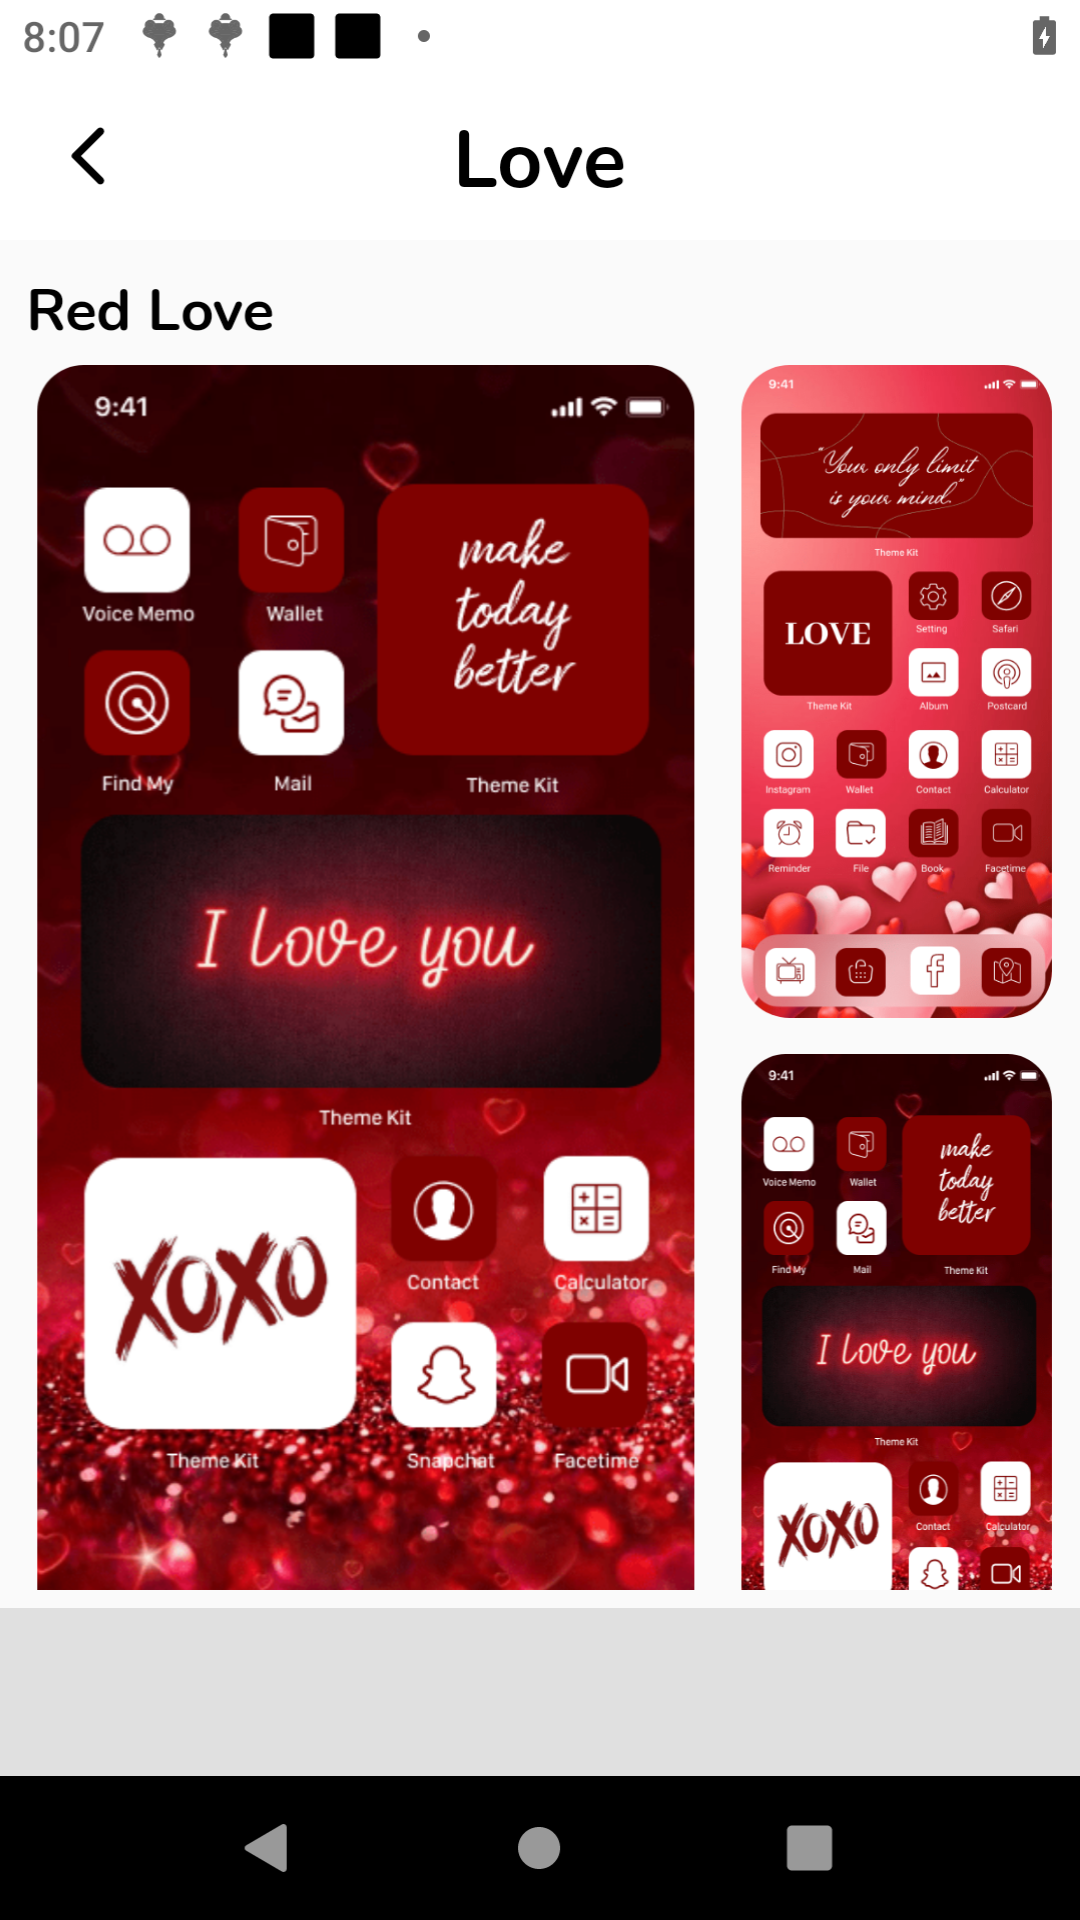 8:07
Love
Red Love
9:41
make
today
better
Voice Memo
Wallet
Find My
Mail
Theme Kit
I love you
Theme Kit
XOXO
Contact
Calculator
Theme Kit
Snapchat
Facetime
9:41
"Your only limit
is your mind."
Theme Kit
LOVE
Setting
Safari
Theme Kit
Album
Postcard
Instagram
Wallet
Contact
Calculator
Reminder
File
Book
Facetime
9:41
make
today
better
Voice Memo
Wallet
Find My
Mail
Theme Kit
I love you
Theme Kit
XOXO
Contact
Calculator